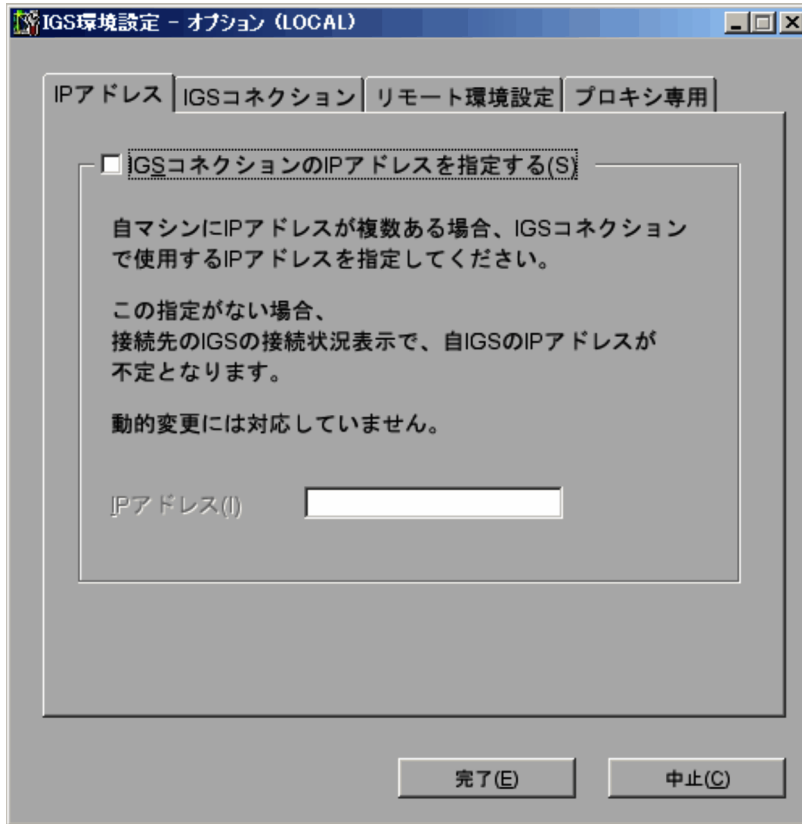 IGS環境設定 - オプション (LOCAL)
IPアドレス IGSコネクション リモート環境設定 プロキシ専用
IGSコネクションのIPアドレスを指定する(S)
自マシンにIPアドレスが複数ある場合、IGSコネクション
で使用するIPアドレスを指定してください。
この指定がない場合、
接続先のIGSの接続状況表示で、自IGSのIPアドレスが
不定となります。
動的変更には対応していません。
IPアドレス(I)
完了(E) 中止(C)